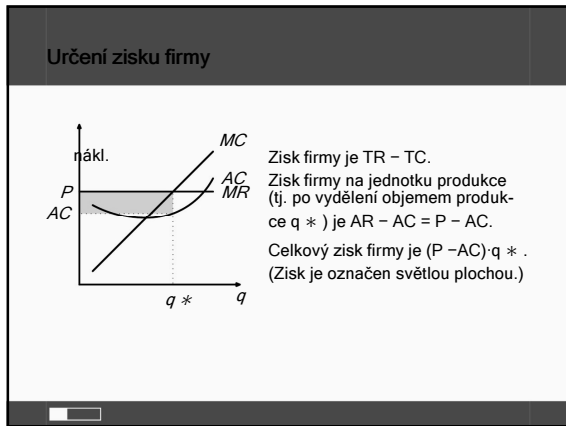 Určení zisku firmy
nákl.
MC
AC
P
MR
AC
q ∗
q
Zisk firmy je TR − TC.
Zisk firmy na jednotku produkce
(tj. po vydělení objemem produk-
ce q ∗ ) je AR − AC = P − AC.
Celkový zisk firmy je (P −AC)·q ∗ .
(Zisk je označen světlou plochou.)